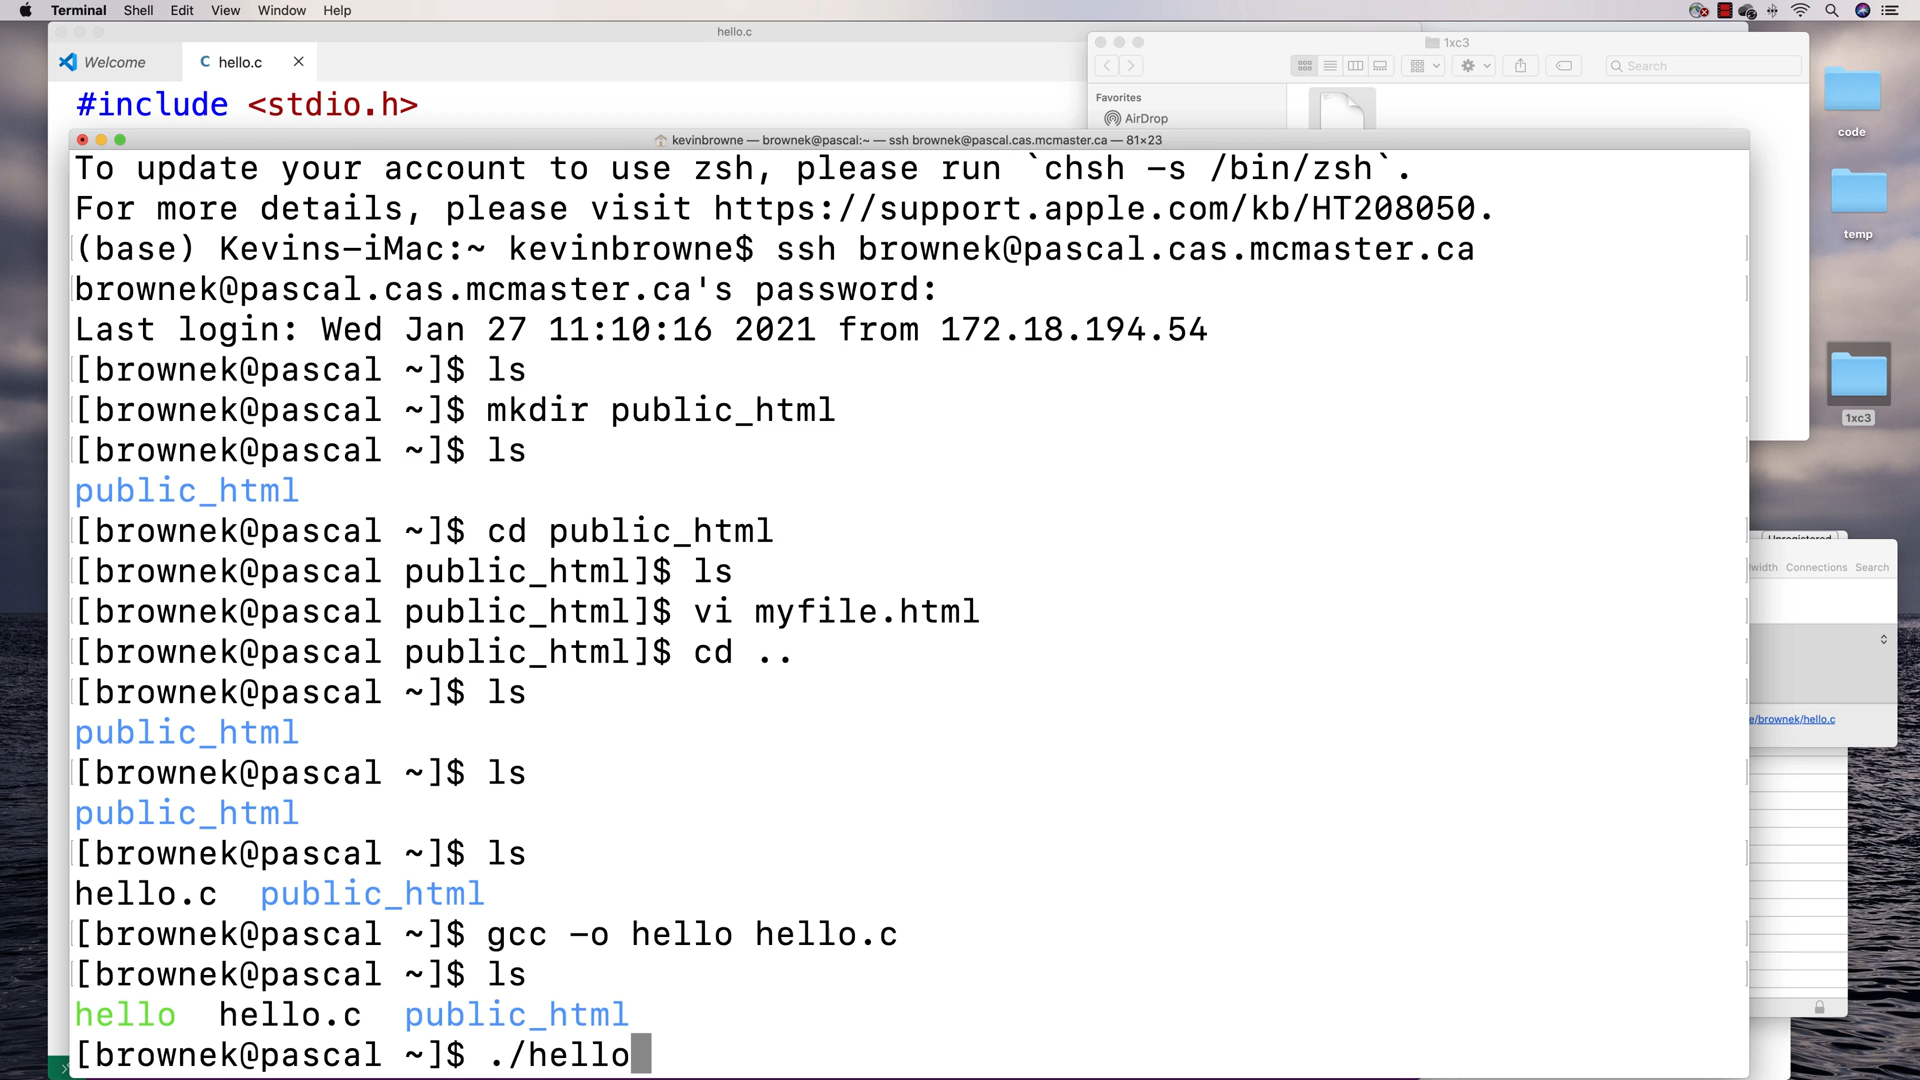 Terminal Shell Edit View Window Help
hello.c
Welcome
C hello.c
#include <stdio.h>
1xc3
Search
Favorites
AirDrop
code
temp
1xc3
kevinbrowne — brownek@pascal:~ — ssh brownek@pascal.cas.mcmaster.ca — 81×23
To update your account to use zsh, please run `chsh -s /bin/zsh`.
For more details, please visit https://support.apple.com/kb/HT208050.
(base) Kevins-iMac:~ kevinbrowne$ ssh brownek@pascal.cas.mcmaster.ca
brownek@pascal.cas.mcmaster.ca's password:
Last login: Wed Jan 27 11:10:16 2021 from 172.18.194.54
[brownek@pascal ~]$ ls
[brownek@pascal ~]$ mkdir public_html
[brownek@pascal ~]$ ls
public_html
[brownek@pascal ~]$ cd public_html
[brownek@pascal public_html]$ ls
[brownek@pascal public_html]$ vi myfile.html
[brownek@pascal public_html]$ cd ..
[brownek@pascal ~]$ ls
public_html
[brownek@pascal ~]$ ls
public_html
[brownek@pascal ~]$ ls
hello.c public_html
[brownek@pascal ~]$ gcc -o hello hello.c
[brownek@pascal ~]$ ls
hello hello.c public_html
[brownek@pascal ~]$ ./hello
Unregistered
width Connections Search
e/brownek/hello.c